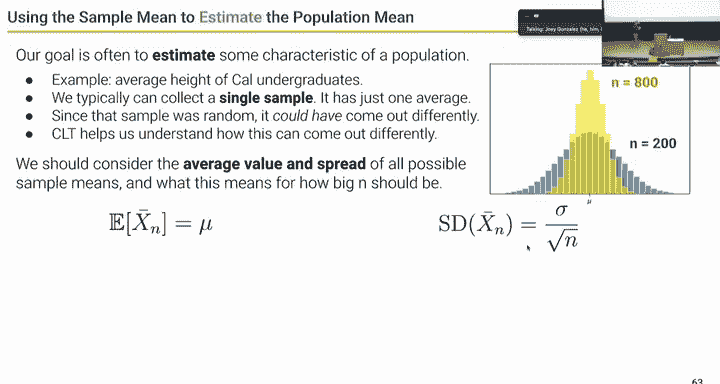 Using the Sample Mean to Estimate the Population Mean
Talking: Joey Gonzalez
Our goal is often to estimate some characteristic of a population.
● Example: average height of Cal undergraduates.
● We typically can collect a single sample. It has just one average.
● Since that sample was random, it could have come out differently.
● CLT helps us understand how this can come out differently.
n = 800
n = 200
μ
We should consider the average value and spread of all possible
sample means, and what this means for how big n should be.
𝔼[X̄ₙ] = μ
SD(X̄ₙ) = σ/√n
63